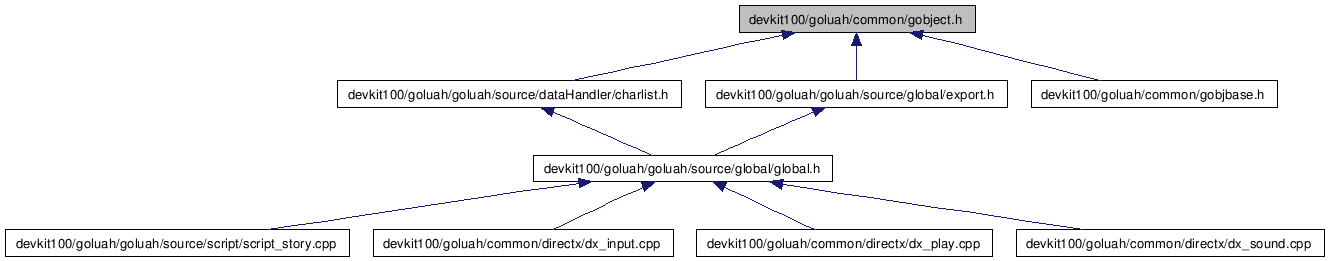 devkit100/goluah/common/gobject.h
devkit100/goluah/goluah/source/dataHandler/charlist.h
devkit100/goluah/goluah/source/global/export.h
devkit100/goluah/common/gobjbase.h
devkit100/goluah/goluah/source/global/global.h
devkit100/goluah/goluah/source/script/script_story.cpp
devkit100/goluah/common/directx/dx_input.cpp
devkit100/goluah/common/directx/dx_play.cpp
devkit100/goluah/common/directx/dx_sound.cpp